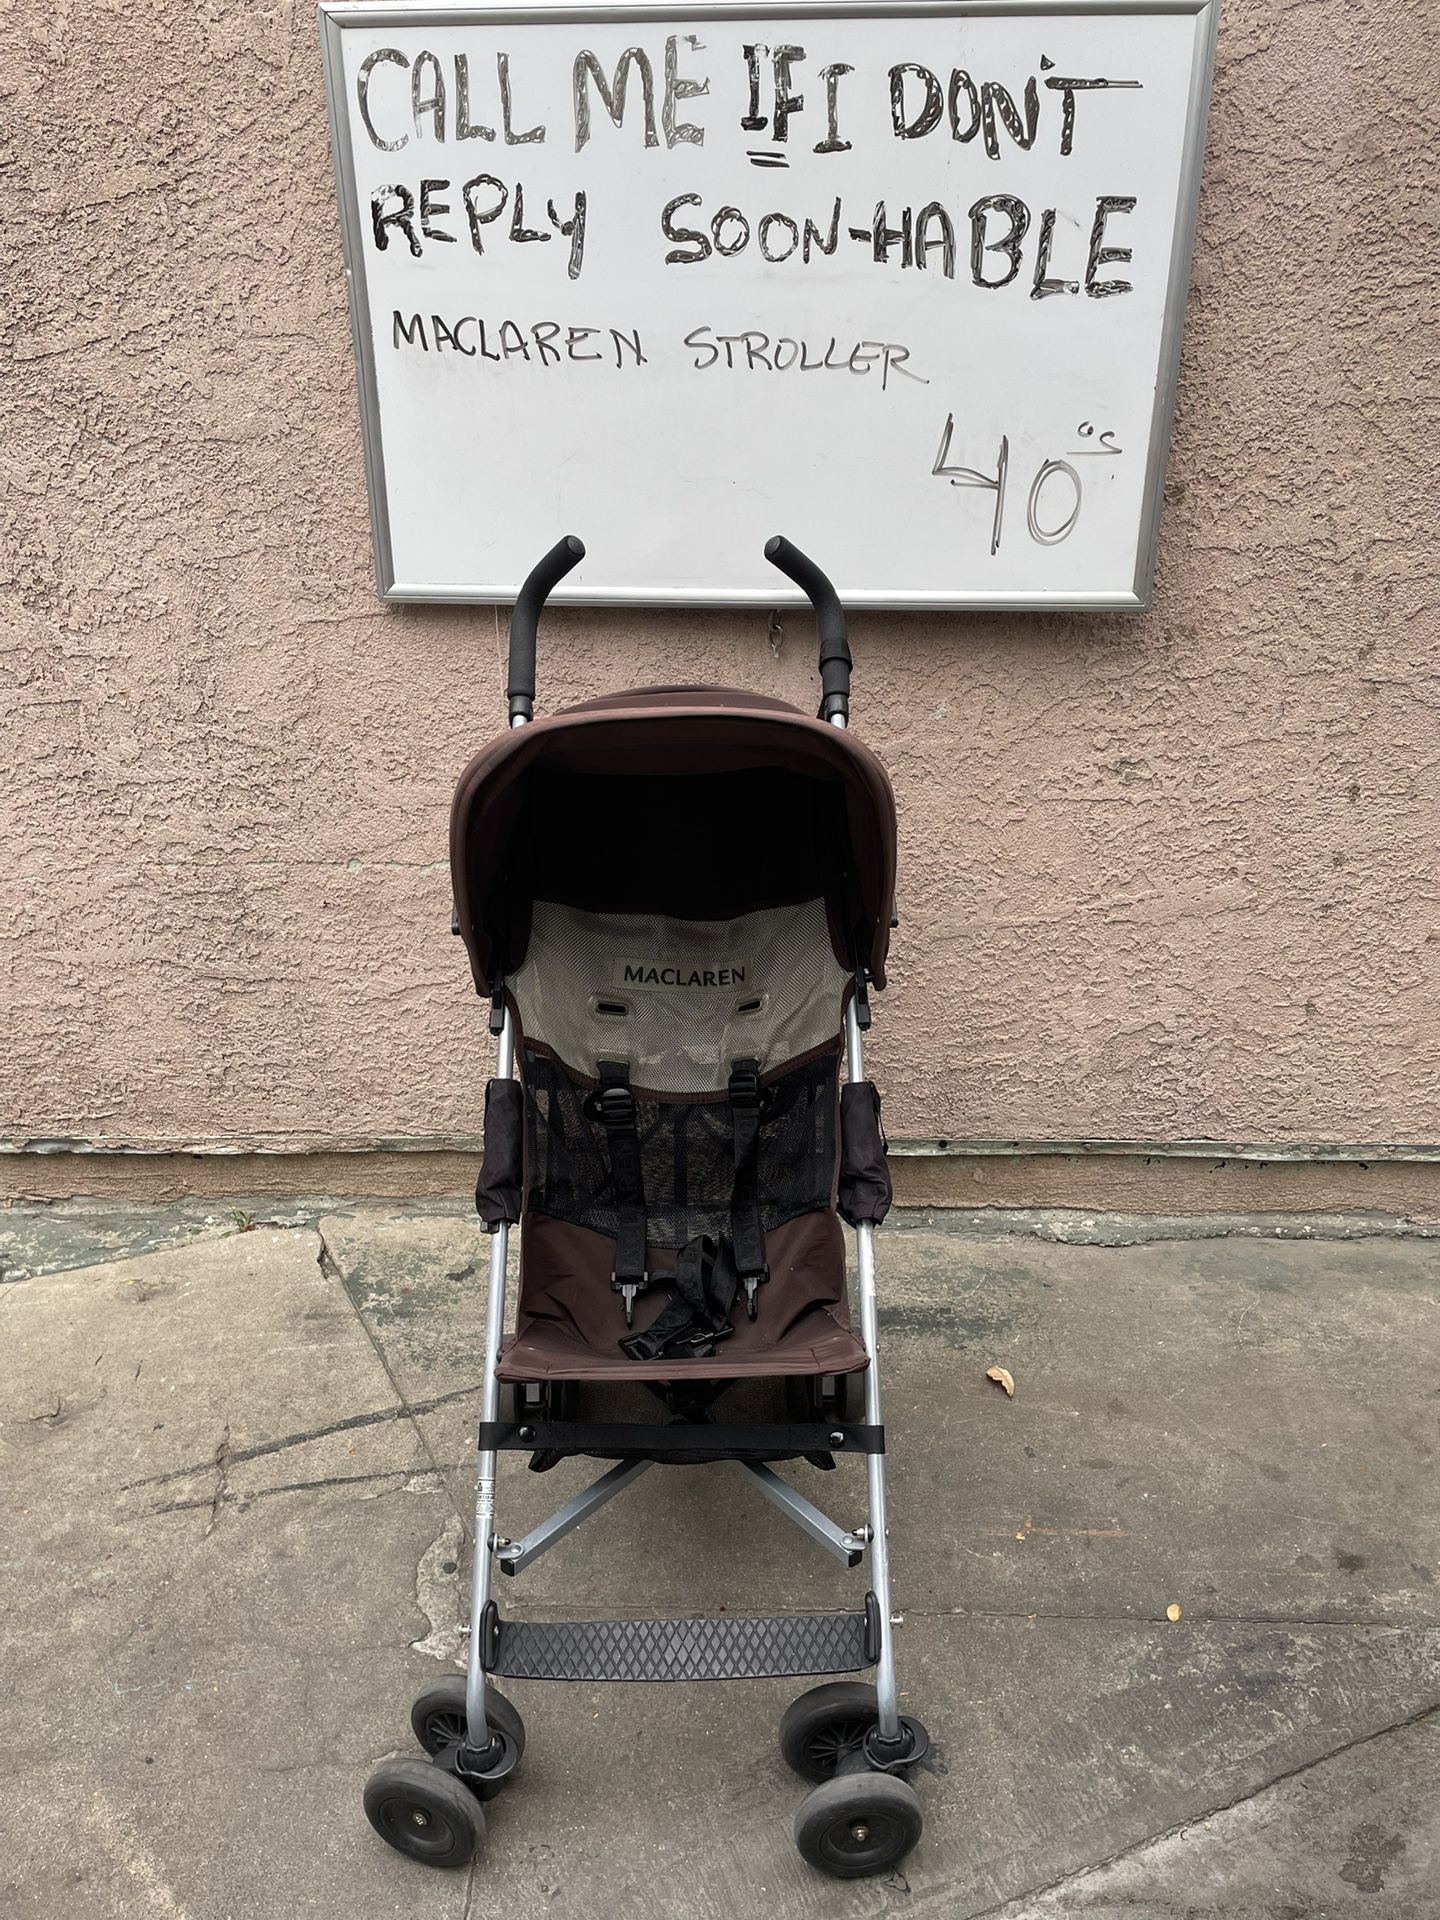 CALL ME IF I DON'T
REPLY SOON-HABLE
MACLAREN STROLLER
40
MACLAREN